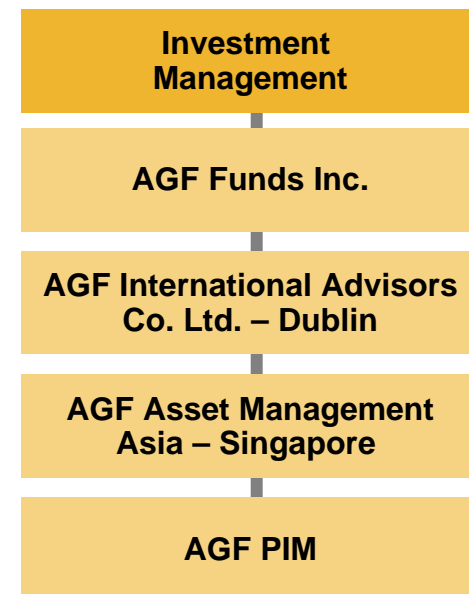 Investment
Management
AGF Funds Inc.
AGF International Advisors
Co. Ltd. – Dublin
AGF Asset Management
Asia – Singapore
AGF PIM